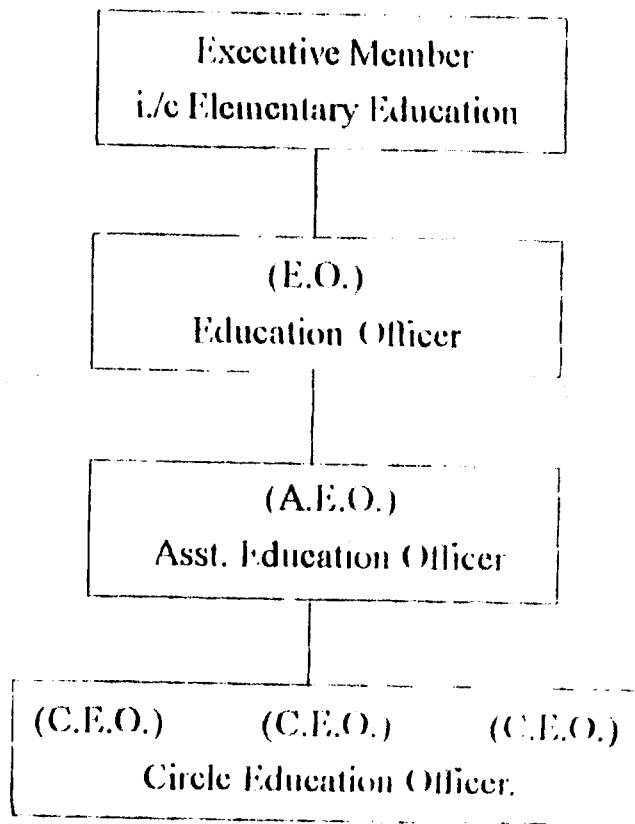 Executive Member
i./c Elementary Education
(E.O.)
Education Officer
(A.E.O.)
Asst. Education Officer
(C.E.O.) (C.E.O.) (C.E.O.)
Circle Education Officer.